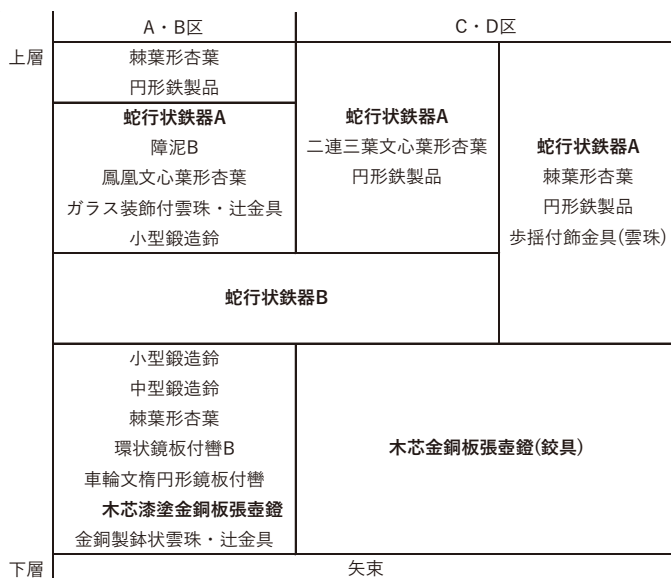 A・B区
C・D区
上層
棘葉形杏葉
円形鉄製品
蛇行状鉄器A
障泥B
鳳凰文心葉形杏葉
ガラス装飾付雲珠・辻金具
小型鍛造鈴
蛇行状鉄器A
二連三葉文心葉形杏葉
円形鉄製品
蛇行状鉄器A
棘葉形杏葉
円形鉄製品
歩揺付飾金具(雲珠)
蛇行状鉄器B
小型鍛造鈴
中型鍛造鈴
棘葉形杏葉
環状鏡板付轡B
車輪文楕円形鏡板付轡
木芯漆塗金銅板張壺鐙
金銅製鉢状雲珠・辻金具
木芯金銅板張壺鐙(鉸具)
下層
矢束